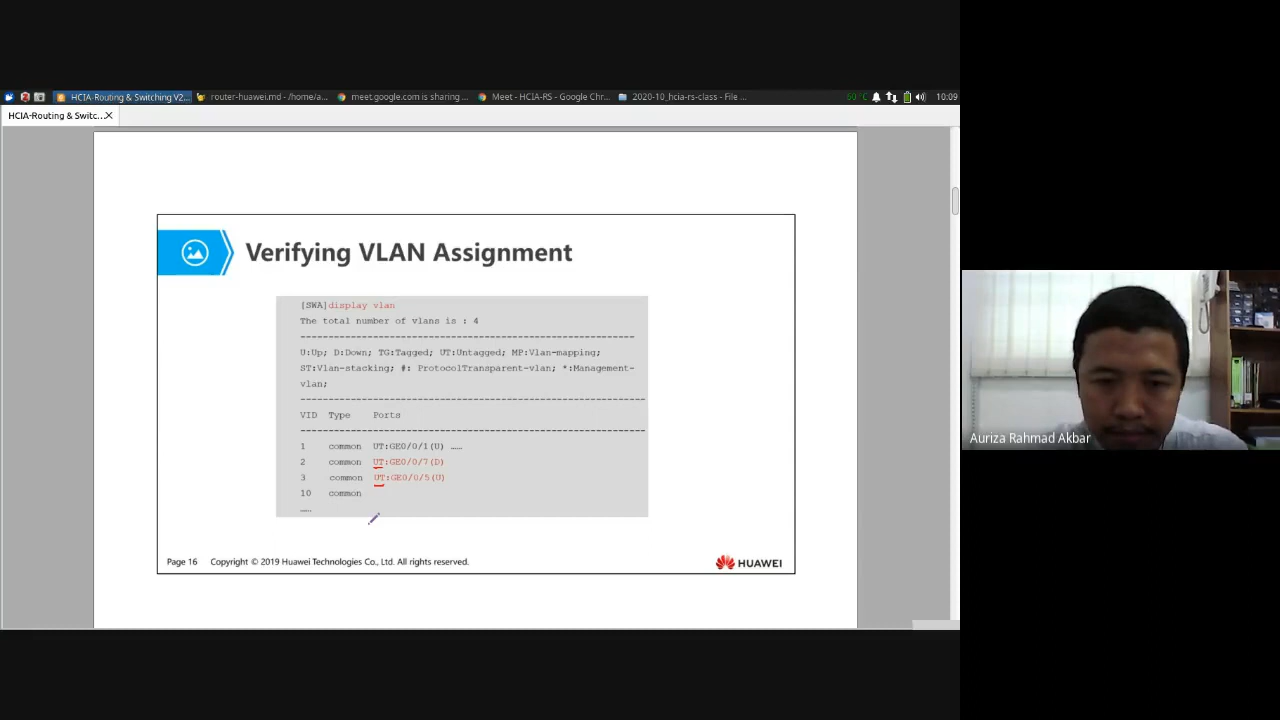 HCIA-Routing & Switching V2...
router-huawei.md - /home/a...
meet.google.com is sharing ...
Meet - HCIA-RS - Google Chr...
2020-10_hcia-rs-class - File ...
60°C
10:09
HCIA-Routing & Switc...
Verifying VLAN Assignment
[SWA]display vlan
The total number of vlans is : 4
--------------------------------------------------------------
U:Up; D:Down; TG:Tagged; UT:Untagged; MP:Vlan-mapping;
ST:Vlan-stacking; #: ProtocolTransparent-vlan; *:Management-
vlan;
----------------------------------------------------------------
VID Type Ports
----------------------------------------------------------------
1 common UT:GE0/0/1(U) ……
2 common UT:GE0/0/7(D)
3 common UT:GE0/0/5(U)
10 common
……
Page 16 Copyright © 2019 Huawei Technologies Co., Ltd. All rights reserved.
HUAWEI
Auriza Rahmad Akbar